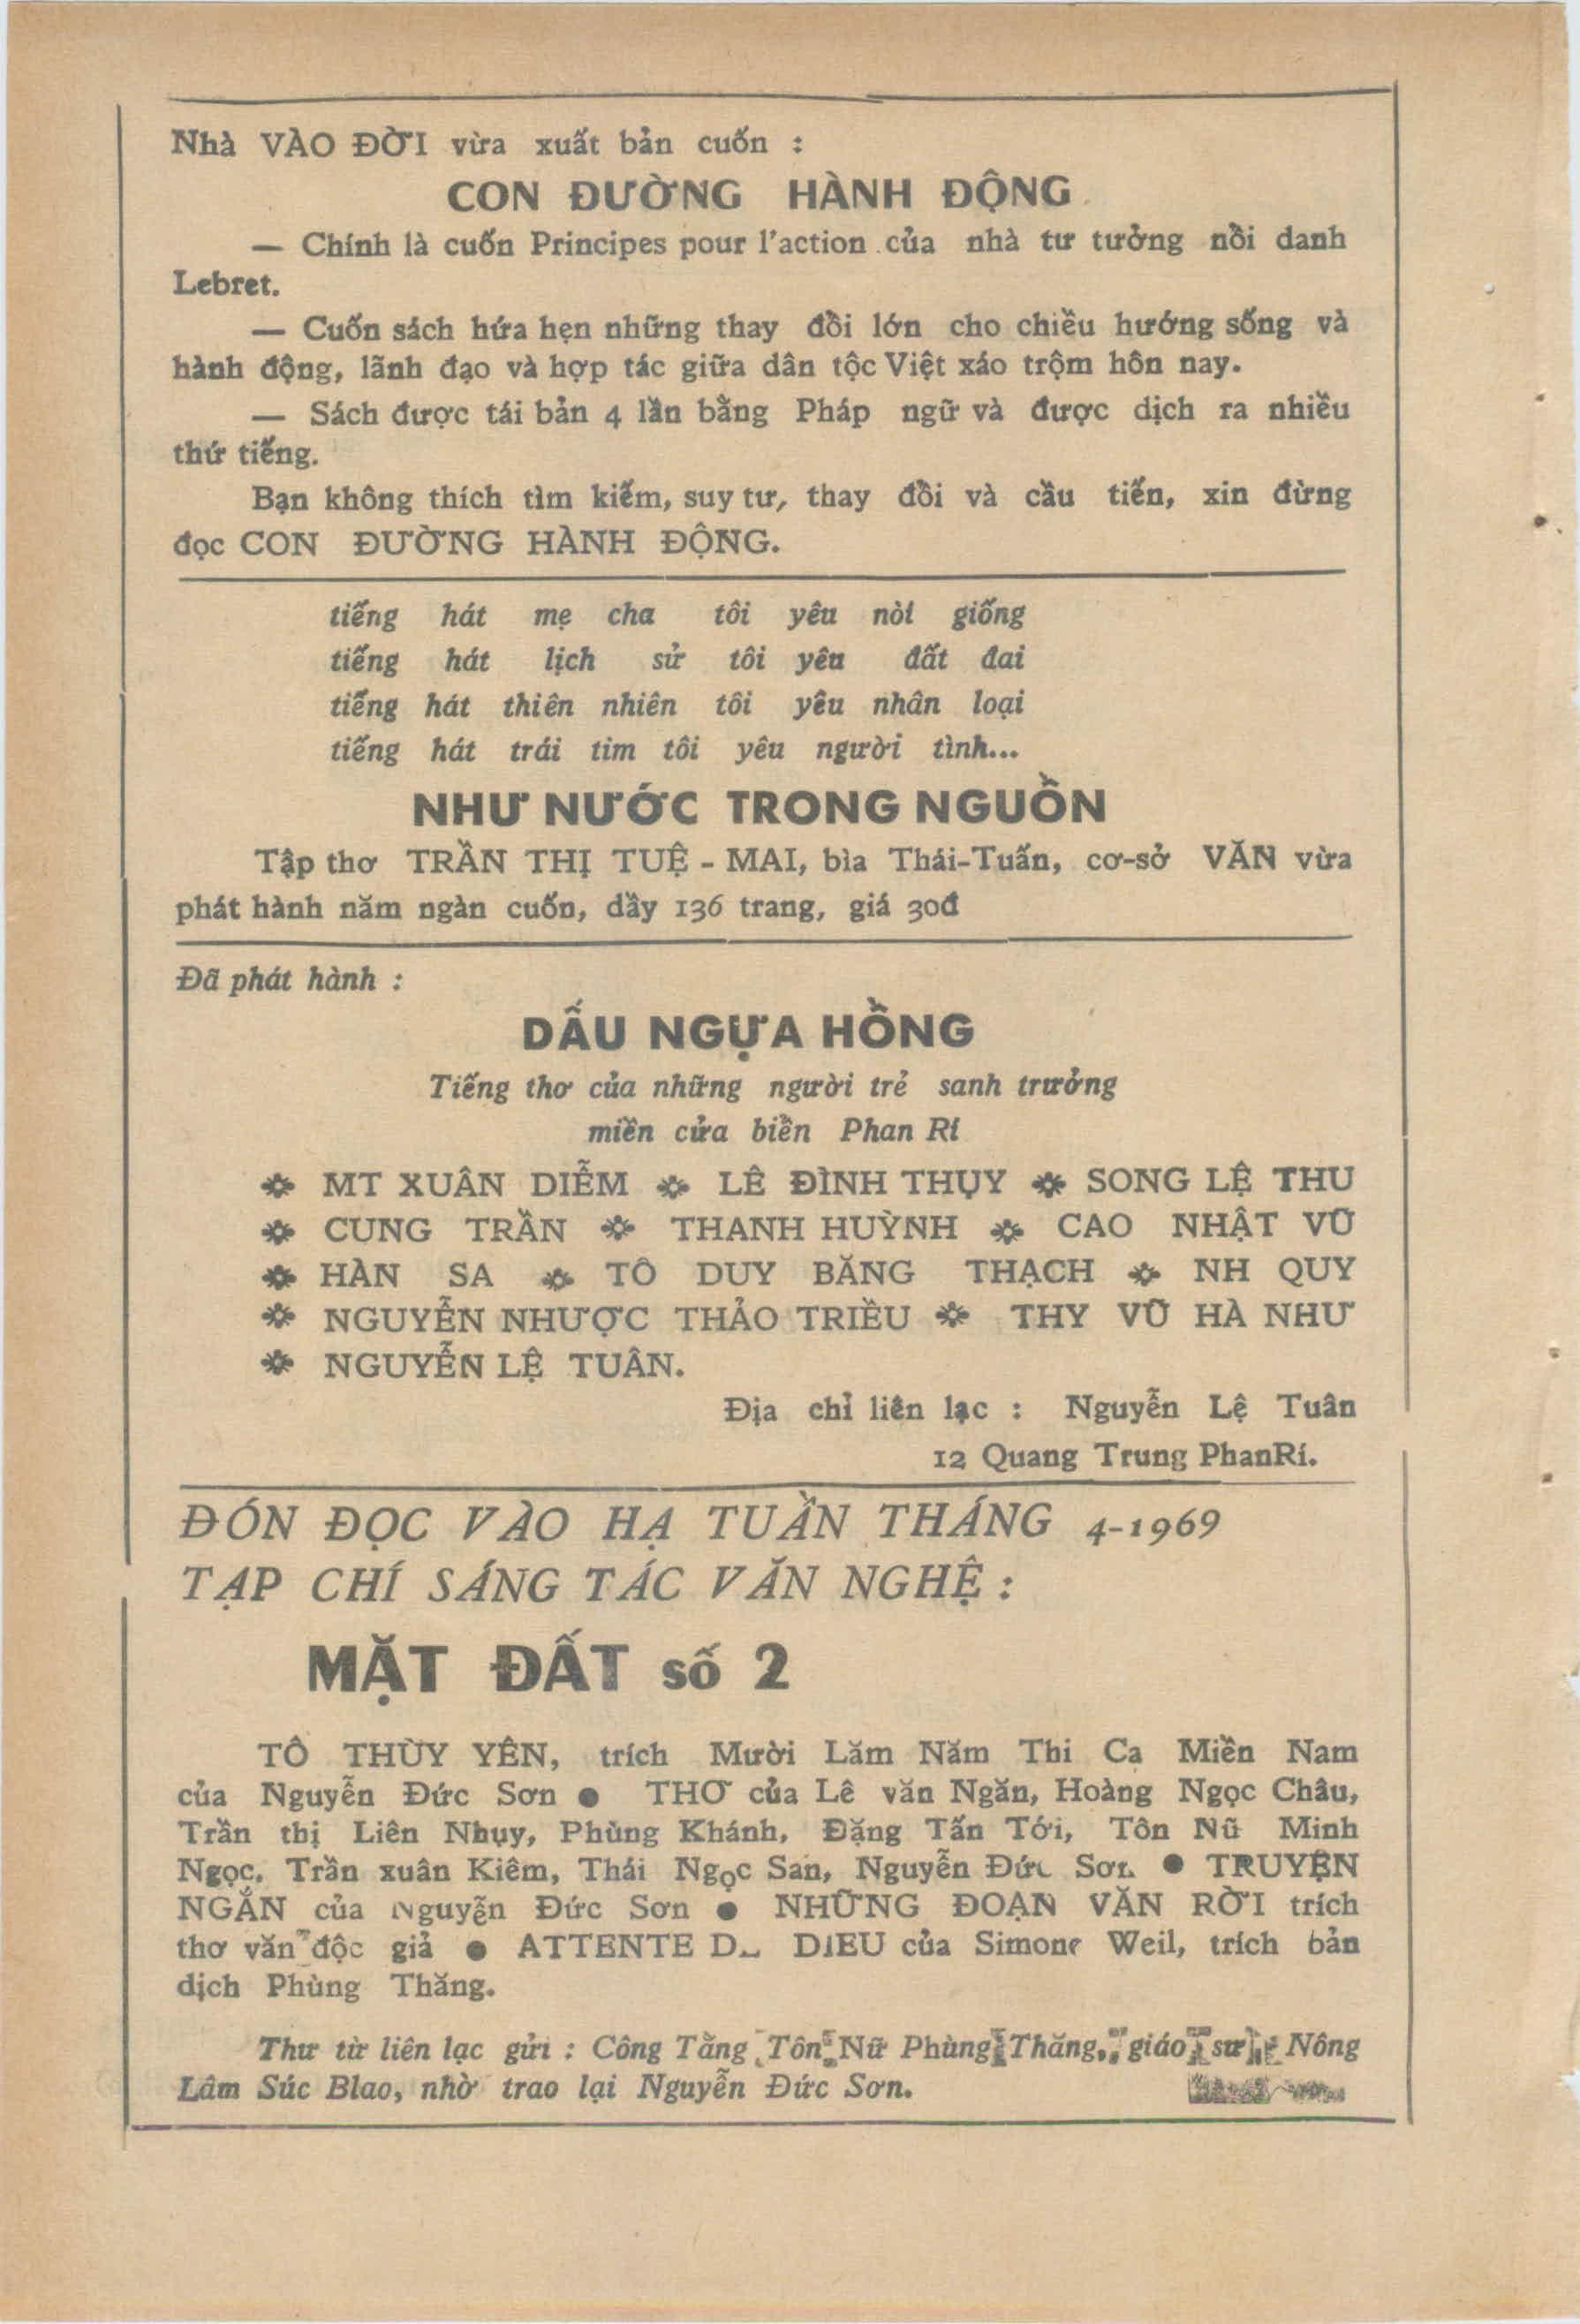 Nhà VÀO ĐỜI vừa xuất bản cuốn :
CON ĐƯỜNG HÀNH ĐỘNG
— Chính là cuốn Principes pour l'action của nhà tư tưởng nổi danh
Lebret.
— Cuốn sách hứa hẹn những thay đổi lớn cho chiều hướng sống và
hành động, lãnh đạo và hợp tác giữa dân tộc Việt xáo trộm hôn nay.
— Sách được tái bản 4 lần bằng Pháp ngữ và được dịch ra nhiều
thứ tiếng.
Bạn không thích tìm kiếm, suy tư, thay đổi và cầu tiến, xin đừng
đọc CON ĐƯỜNG HÀNH ĐỘNG.
tiếng hát mẹ cha tôi yêu nòi giống
tiếng hát lịch sử tôi yêu đất đai
tiếng hát thiên nhiên tôi yêu nhân loại
tiếng hát trái tim tôi yêu người tình...
NHƯ NƯỚC TRONG NGUỒN
Tập thơ TRẦN THỊ TUỆ - MAI, bìa Thái-Tuấn, cơ-sở VĂN vừa
phát hành năm ngàn cuốn, dầy 136 trang, giá 30đ
Đã phát hành :
DẤU NGỰA HỒNG
Tiếng thơ của những người trẻ sanh trưởng
miền cửa biển Phan Rí
MT XUÂN DIỄM LÊ ĐÌNH THỤY SONG LỆ THU
CUNG TRẦN THANH HUỲNH CAO NHẬT VŨ
HÀN SA TÔ DUY BĂNG THẠCH NH QUY
NGUYỄN NHƯỢC THẢO TRIỀU THY VŨ HÀ NHƯ
NGUYỄN LỆ TUÂN.
Địa chỉ liên lạc : Nguyễn Lệ Tuân
12 Quang Trung PhanRí.
ĐÓN ĐỌC VÀO HẠ TUẦN THÁNG 4-1969
TẠP CHÍ SÁNG TÁC VĂN NGHỆ :
MẶT ĐẤT số 2
TÔ THÙY YÊN, trích Mười Lăm Năm Thi Ca Miền Nam
của Nguyễn Đức Sơn ● THƠ của Lê văn Ngăn, Hoàng Ngọc Châu,
Trần thị Liên Nhụy, Phùng Khánh, Đặng Tấn Tới, Tôn Nữ Minh
Ngọc, Trần xuân Kiêm, Thái Ngọc San, Nguyễn Đức Sơn ● TRUYỆN
NGẮN của Nguyễn Đức Sơn ● NHỮNG ĐOẠN VĂN RỜI trích
thơ văn độc giả ● ATTENTE DE DIEU của Simone Weil, trích bản
dịch Phùng Thăng.
Thư từ liên lạc gửi : Công Tằng Tôn Nữ Phùng Thăng, giáo sư Nông
Lâm Súc Blao, nhờ trao lại Nguyễn Đức Sơn.